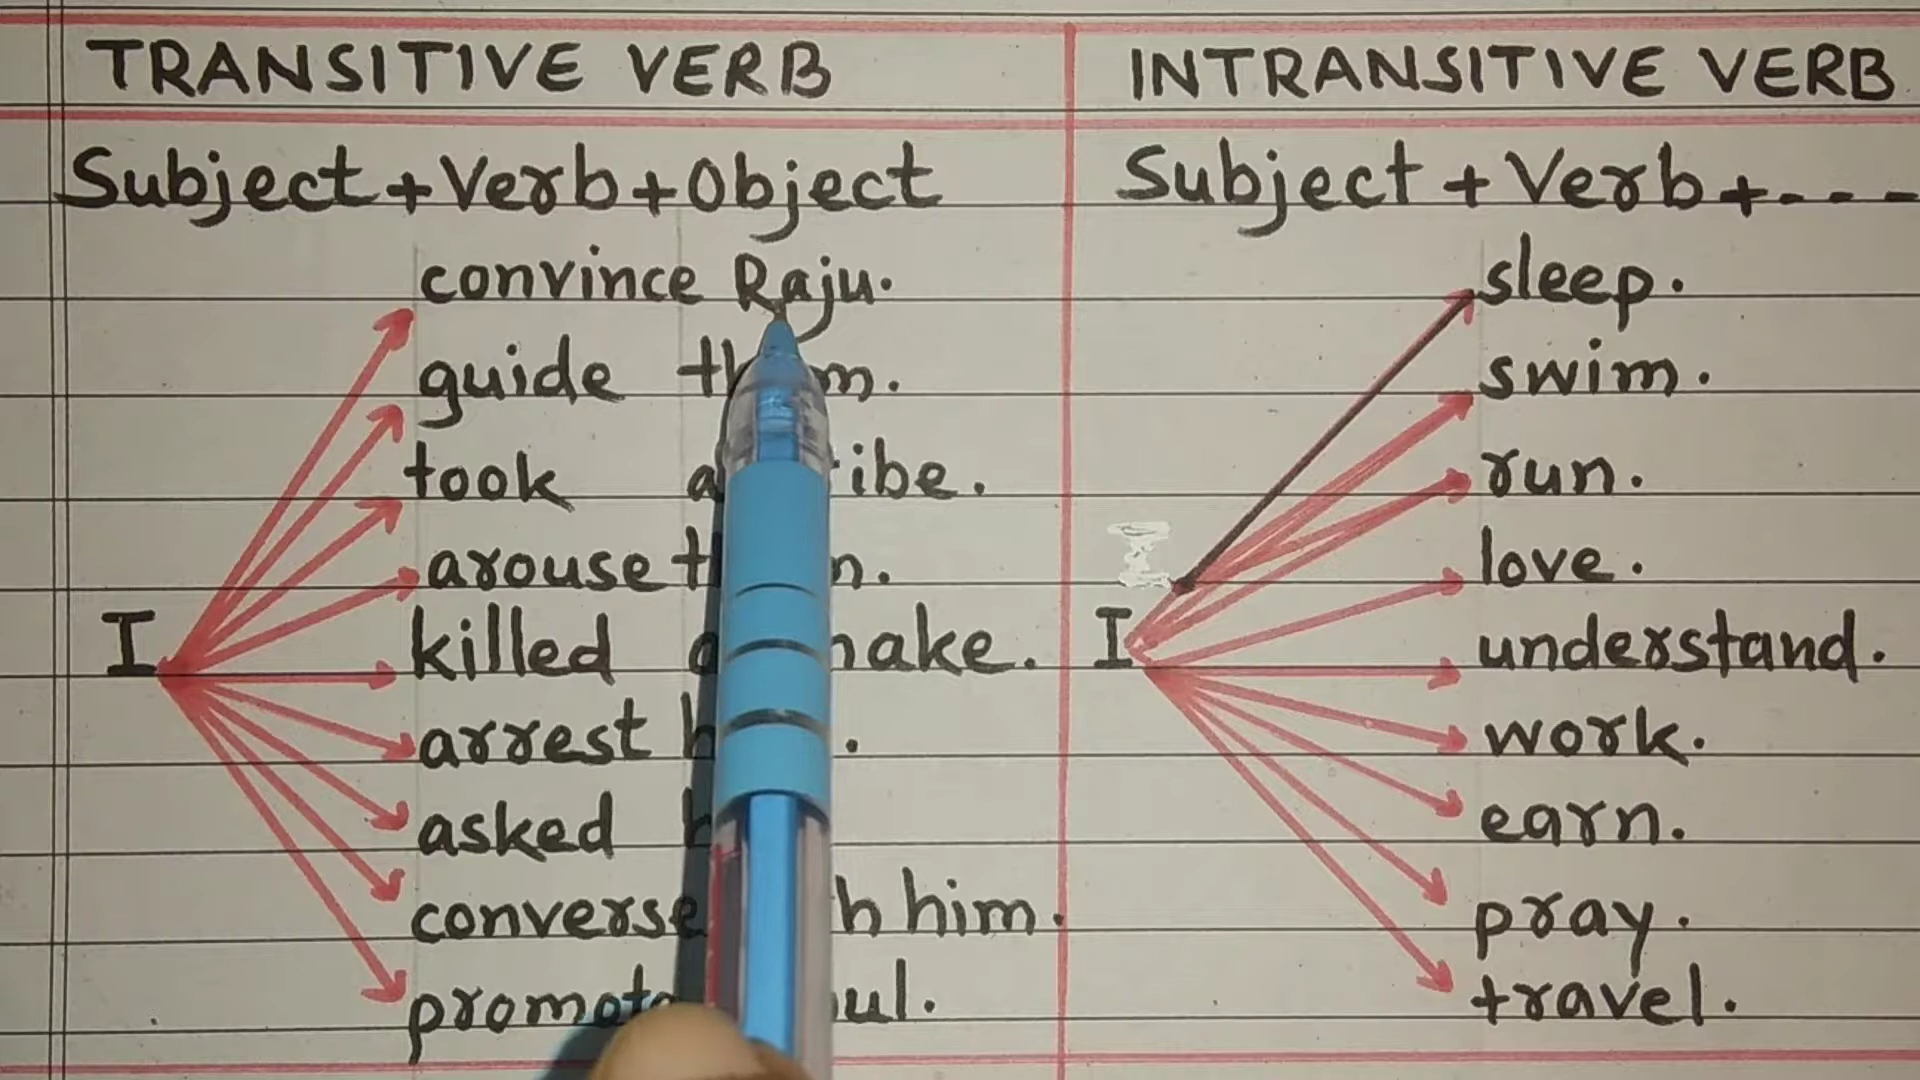 TRANSITIVE VERB
Subject + Verb + Object
convince Raju.
guide
took
arouse
I killed
arrest
asked
converse him.
INTRANSITIVE VERB
Subject + Verb + ---
sleep.
swim.
run.
love.
I understand.
work.
earn.
pray.
travel.